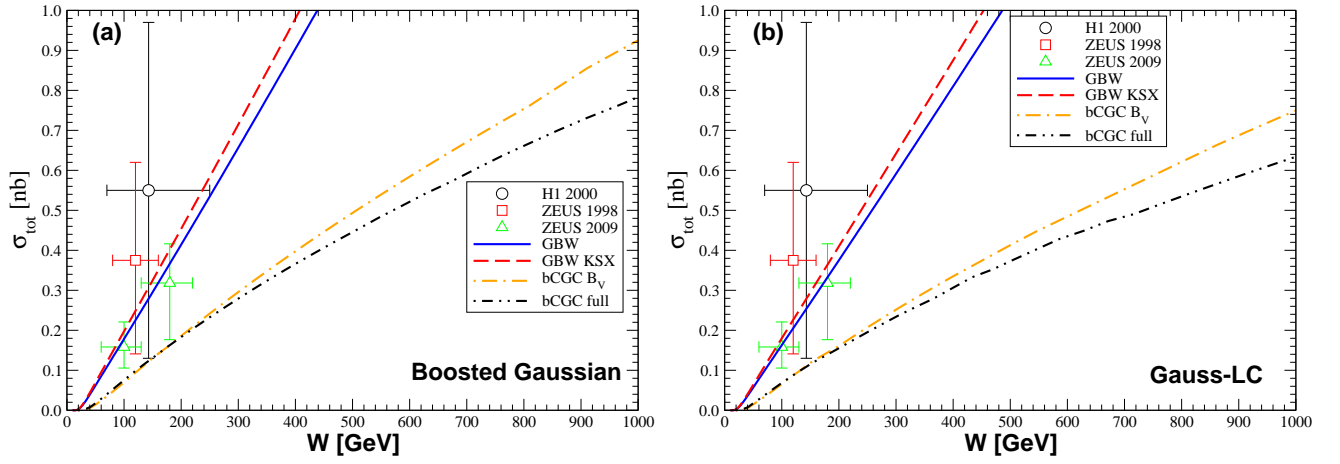 (a)
σtot [nb]
1.0
0.9
0.8
0.7
0.6
0.5
0.4
0.3
0.2
0.1
0.0
H1 2000
ZEUS 1998
ZEUS 2009
GBW
GBW KSX
bCGC BV
bCGC full
Boosted Gaussian
0 100 200 300 400 500 600 700 800 900 1000
W [GeV]
(b)
σtot [nb]
1.0
0.9
0.8
0.7
0.6
0.5
0.4
0.3
0.2
0.1
0.0
H1 2000
ZEUS 1998
ZEUS 2009
GBW
GBW KSX
bCGC BV
bCGC full
Gauss-LC
0 100 200 300 400 500 600 700 800 900 1000
W [GeV]